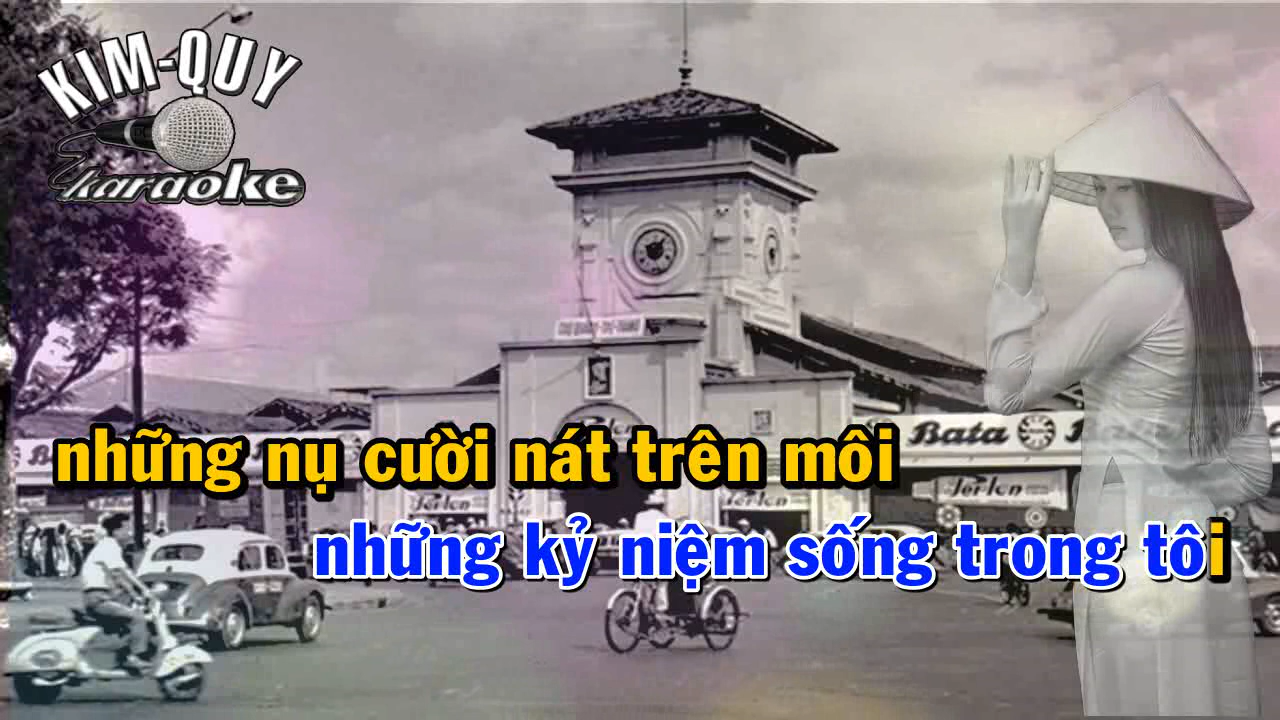 KIM-QUY
karaoke
Bata
những nụ cười nát trên môi
những kỷ niệm sống trong tôi